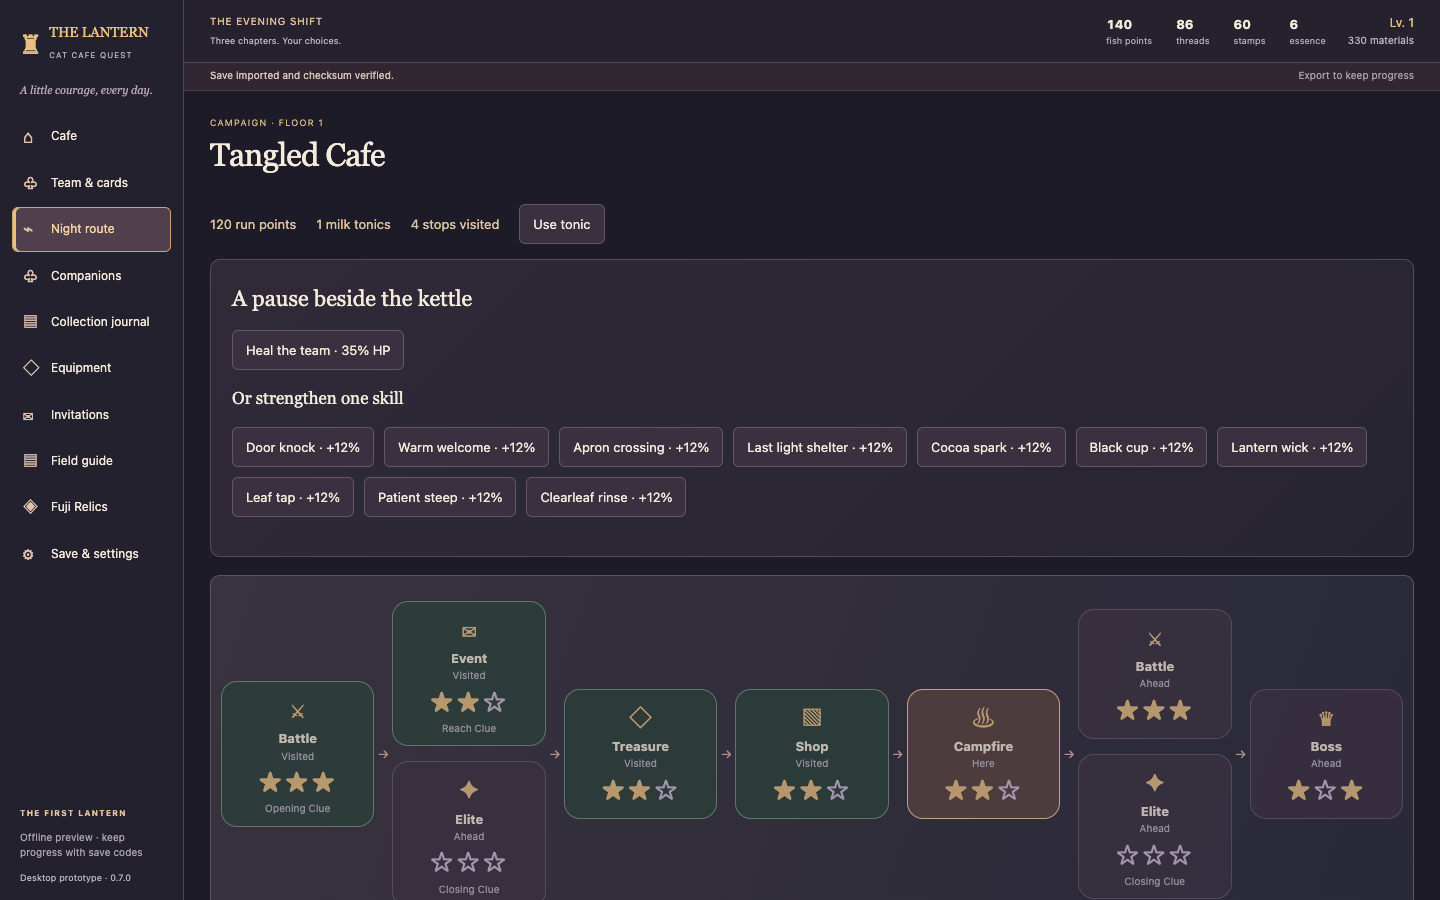 THE LANTERN
CAT CAFE QUEST
A little courage, every day.
Cafe
Team & cards
Night route
Companions
Collection journal
Equipment
Invitations
Field guide
Fuji Relics
Save & settings
THE FIRST LANTERN
Offline preview · keep
progress with save codes
Desktop prototype · 0.7.0
THE EVENING SHIFT
Three chapters. Your choices.
140
fish points
86
threads
60
stamps
6
essence
Lv. 1
330 materials
Save imported and checksum verified.
Export to keep progress
CAMPAIGN · FLOOR 1
Tangled Cafe
120 run points
1 milk tonics
4 stops visited
Use tonic
A pause beside the kettle
Heal the team · 35% HP
Or strengthen one skill
Door knock · +12%
Warm welcome · +12%
Apron crossing · +12%
Last light shelter · +12%
Cocoa spark · +12%
Black cup · +12%
Lantern wick · +12%
Leaf tap · +12%
Patient steep · +12%
Clearleaf rinse · +12%
Battle
Visited
Opening Clue
Event
Visited
Reach Clue
Elite
Ahead
Closing Clue
Treasure
Visited
Shop
Visited
Campfire
Here
Battle
Ahead
Elite
Ahead
Closing Clue
Boss
Ahead